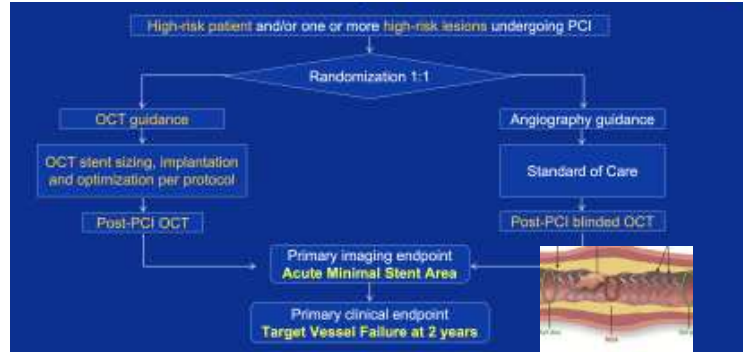 High-risk patient and/or one or more high-risk lesions undergoing PCI
Randomization 1:1
OCT guidance
Angiography guidance
OCT stent sizing, implantation
and optimization per protocol
Standard of Care
Post-PCI OCT
Post-PCI blinded OCT
Primary imaging endpoint
Acute Minimal Stent Area
Primary clinical endpoint
Target Vessel Failure at 2 years